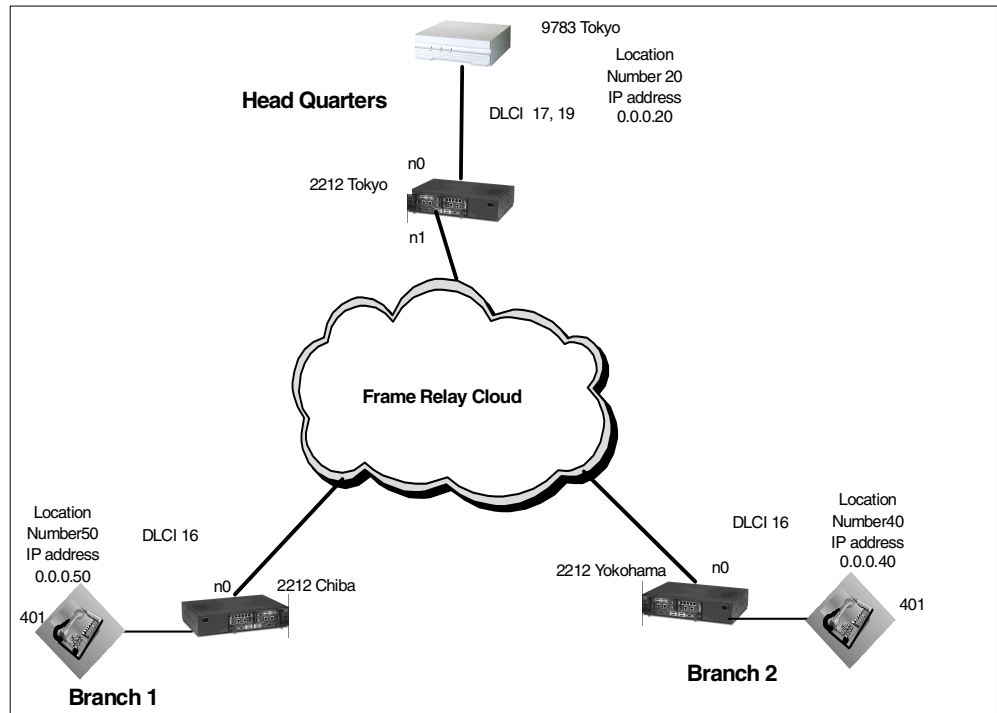 9783 Tokyo
Location
Number 20
IP address
0.0.0.20
Head Quarters
DLCI 17, 19
n0
2212 Tokyo
n1
Frame Relay Cloud
Location
Number50
IP address
0.0.0.50
DLCI 16
n0
2212 Chiba
401
Branch 1
Location
Number40
IP address
0.0.0.40
DLCI 16
n0
2212 Yokohama
401
Branch 2